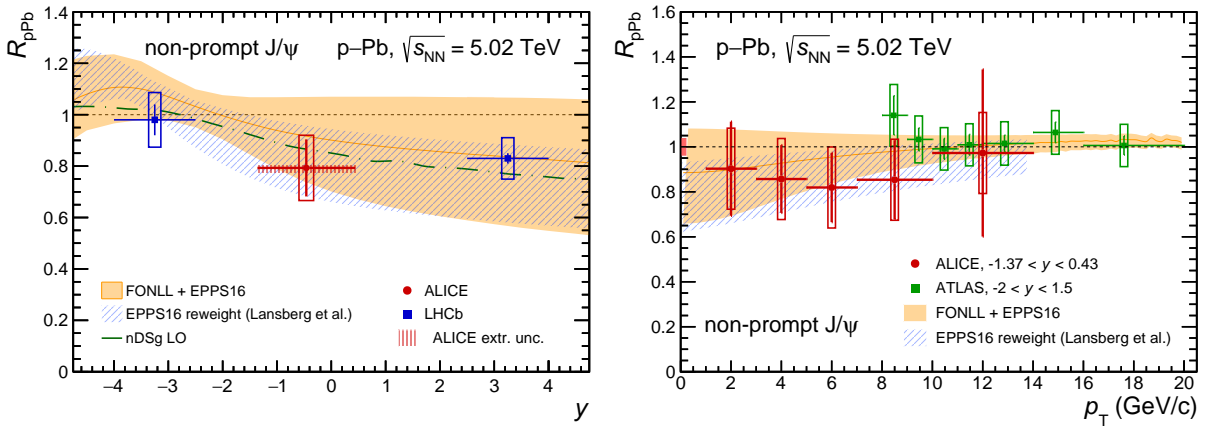 R_pPb
1.4
1.2
1
0.8
0.6
0.4
0.2
0
non-prompt J/ψ p–Pb, √s_NN = 5.02 TeV
FONLL + EPPS16
EPPS16 reweight (Lansberg et al.)
nDSg LO
ALICE
LHCb
ALICE extr. unc.
−4 −3 −2 −1 0 1 2 3 4
y
R_pPb
1.6
1.4
1.2
1
0.8
0.6
0.4
0.2
0
p–Pb, √s_NN = 5.02 TeV
non-prompt J/ψ
ALICE, -1.37 < y < 0.43
ATLAS, -2 < y < 1.5
FONLL + EPPS16
EPPS16 reweight (Lansberg et al.)
0 2 4 6 8 10 12 14 16 18 20
p_T (GeV/c)